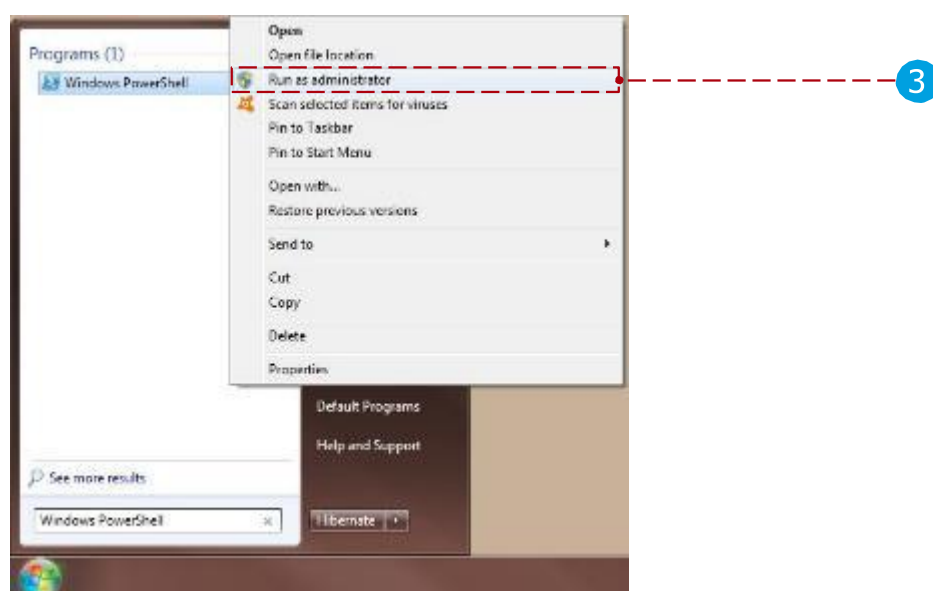 Programs (1)
Windows PowerShell
Open
Open file location
Run as administrator
Scan selected items for viruses
Pin to Taskbar
Pin to Start Menu
Open with...
Restore previous versions
Send to
Cut
Copy
Delete
Properties
Default Programs
Help and Support
See more results
Windows PowerShell
Hibernate
3